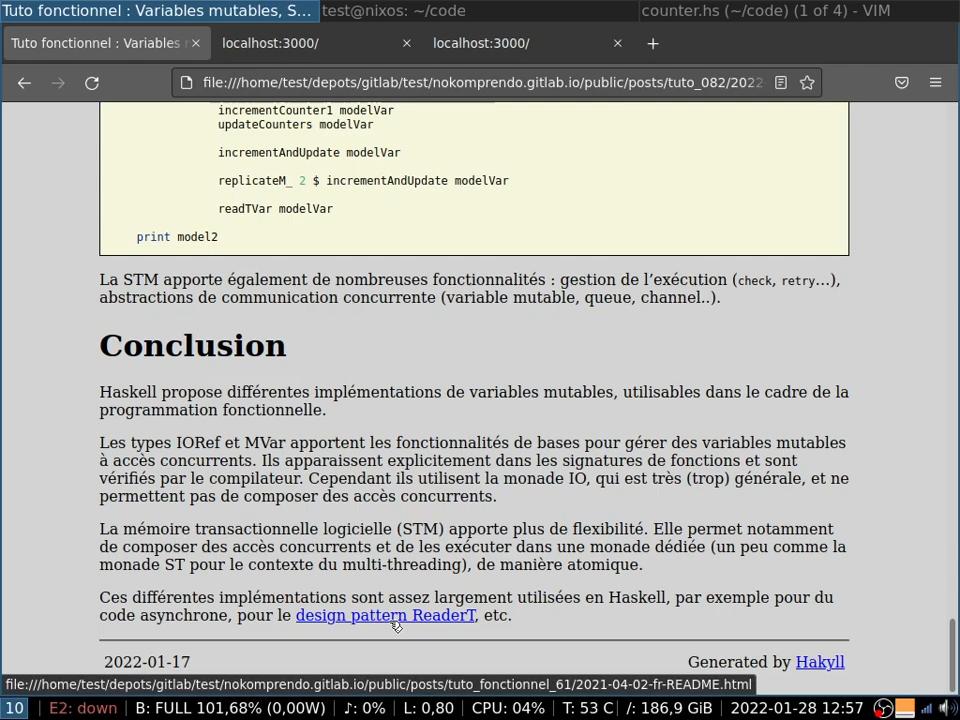 Tuto fonctionnel : Variables mutables, S... test@nixos: ~/code counter.hs (~/code) (1 of 4) - VIM
Tuto fonctionnel : Variables localhost:3000/ localhost:3000/
file:///home/test/depots/gitlab/test/nokomprendo.gitlab.io/public/posts/tuto_082/2022
incrementCounter1 modelVar
updateCounters modelVar
incrementAndUpdate modelVar
replicateM_ 2 $ incrementAndUpdate modelVar
readTVar modelVar
print model2
La STM apporte également de nombreuses fonctionnalités : gestion de l’exécution (check, retry…),
abstractions de communication concurrente (variable mutable, queue, channel..).
Conclusion
Haskell propose différentes implémentations de variables mutables, utilisables dans le cadre de la
programmation fonctionnelle.
Les types IORef et MVar apportent les fonctionnalités de bases pour gérer des variables mutables
à accès concurrents. Ils apparaissent explicitement dans les signatures de fonctions et sont
vérifiés par le compilateur. Cependant ils utilisent la monade IO, qui est très (trop) générale, et ne
permettent pas de composer des accès concurrents.
La mémoire transactionnelle logicielle (STM) apporte plus de flexibilité. Elle permet notamment
de composer des accès concurrents et de les exécuter dans une monade dédiée (un peu comme la
monade ST pour le contexte du multi-threading), de manière atomique.
Ces différentes implémentations sont assez largement utilisées en Haskell, par exemple pour du
code asynchrone, pour le design pattern ReaderT, etc.
2022-01-17 Generated by Hakyll
file:///home/test/depots/gitlab/test/nokomprendo.gitlab.io/public/posts/tuto_fonctionnel_61/2021-04-02-fr-README.html
10 E2: down B: FULL 101,68% (0,00W) ♪: 0% L: 0,80 CPU: 04% T: 53 C /: 186,9 GiB 2022-01-28 12:57